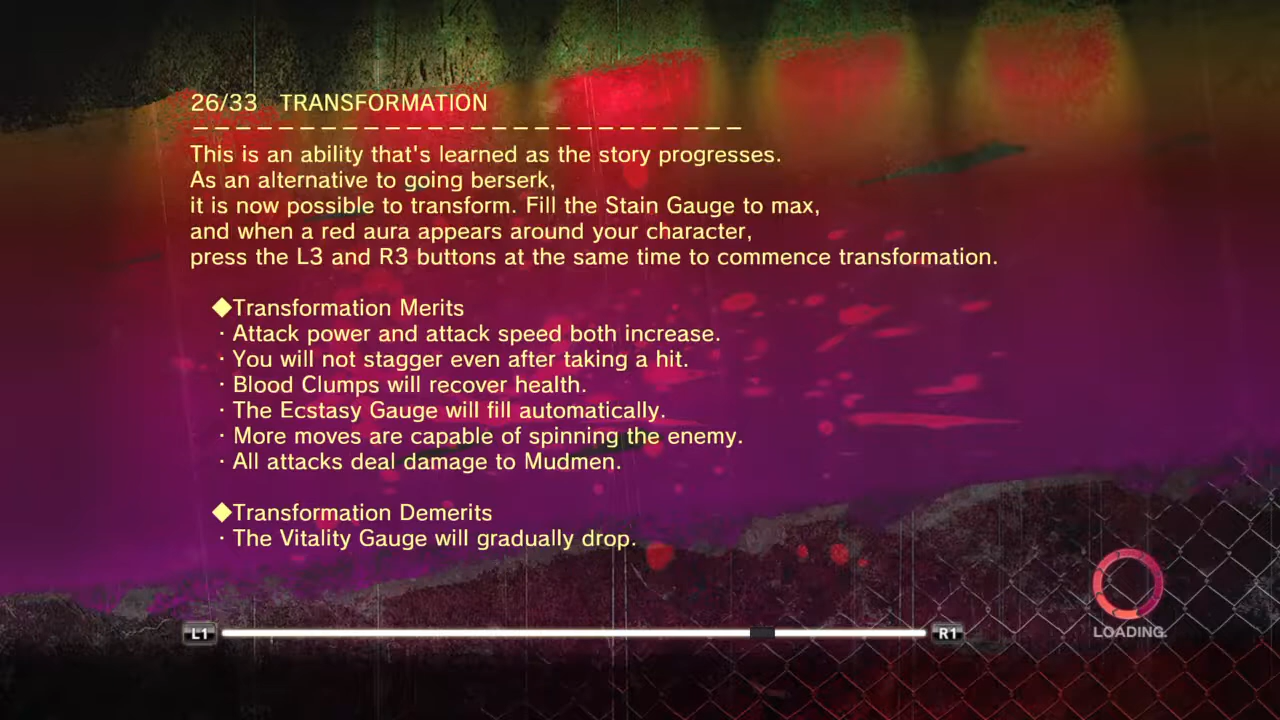 26/33 TRANSFORMATION
This is an ability that's learned as the story progresses.
As an alternative to going berserk,
it is now possible to transform. Fill the Stain Gauge to max,
and when a red aura appears around your character,
press the L3 and R3 buttons at the same time to commence transformation.
◆Transformation Merits
· Attack power and attack speed both increase.
· You will not stagger even after taking a hit.
· Blood Clumps will recover health.
· The Ecstasy Gauge will fill automatically.
· More moves are capable of spinning the enemy.
· All attacks deal damage to Mudmen.
◆Transformation Demerits
· The Vitality Gauge will gradually drop.
L1 R1
LOADING.